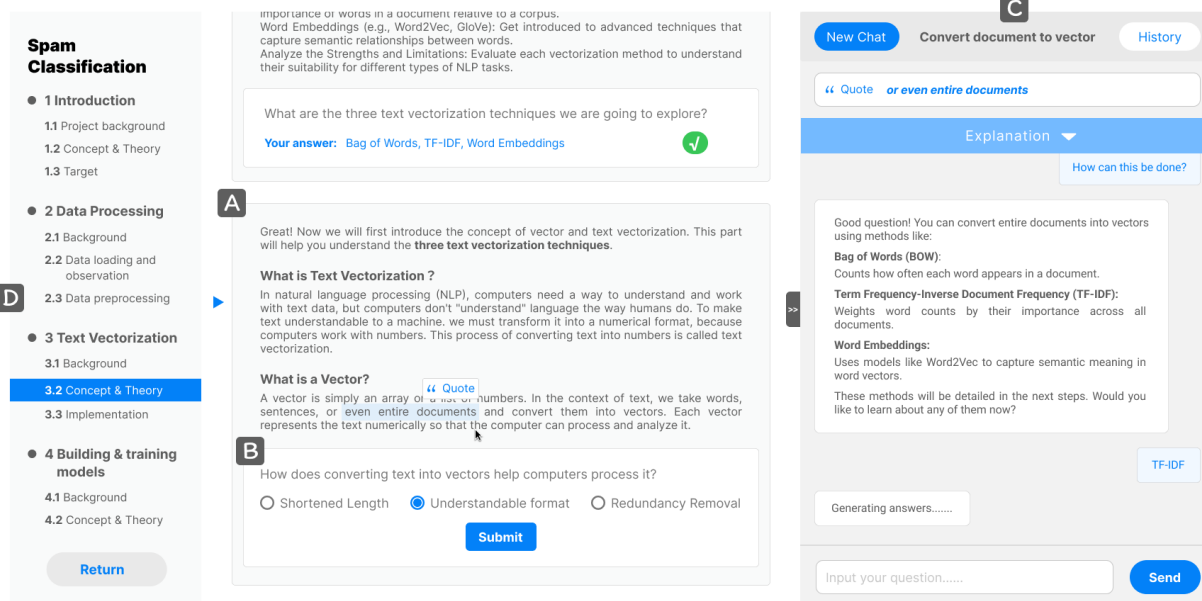 Spam
Classification
1 Introduction
1.1 Project background
1.2 Concept & Theory
1.3 Target
2 Data Processing
2.1 Background
2.2 Data loading and
observation
2.3 Data preprocessing
D
3 Text Vectorization
3.1 Background
3.2 Concept & Theory
3.3 Implementation
4 Building & training
models
4.1 Background
4.2 Concept & Theory
Return
importance of words in a document relative to a corpus.
Word Embeddings (e.g., Word2Vec, GloVe): Get introduced to advanced techniques that
capture semantic relationships between words.
Analyze the Strengths and Limitations: Evaluate each vectorization method to understand
their suitability for different types of NLP tasks.
What are the three text vectorization techniques we are going to explore?
Your answer: Bag of Words, TF-IDF, Word Embeddings
A
Great! Now we will first introduce the concept of vector and text vectorization. This part
will help you understand the three text vectorization techniques.
What is Text Vectorization ?
In natural language processing (NLP), computers need a way to understand and work
with text data, but computers don't "understand" language the way humans do. To make
text understandable to a machine. we must transform it into a numerical format, because
computers work with numbers. This process of converting text into numbers is called text
vectorization.
What is a Vector?
“ Quote
A vector is simply an array or a list of numbers. In the context of text, we take words,
sentences, or even entire documents and convert them into vectors. Each vector
represents the text numerically so that the computer can process and analyze it.
B
How does converting text into vectors help computers process it?
Shortened Length Understandable format Redundancy Removal
Submit
>>
C
New Chat Convert document to vector History
“ Quote or even entire documents
Explanation
How can this be done?
Good question! You can convert entire documents into vectors
using methods like:
Bag of Words (BOW):
Counts how often each word appears in a document.
Term Frequency-Inverse Document Frequency (TF-IDF):
Weights word counts by their importance across all
documents.
Word Embeddings:
Uses models like Word2Vec to capture semantic meaning in
word vectors.
These methods will be detailed in the next steps. Would you
like to learn about any of them now?
TF-IDF
Generating answers.......
Input your question...... Send